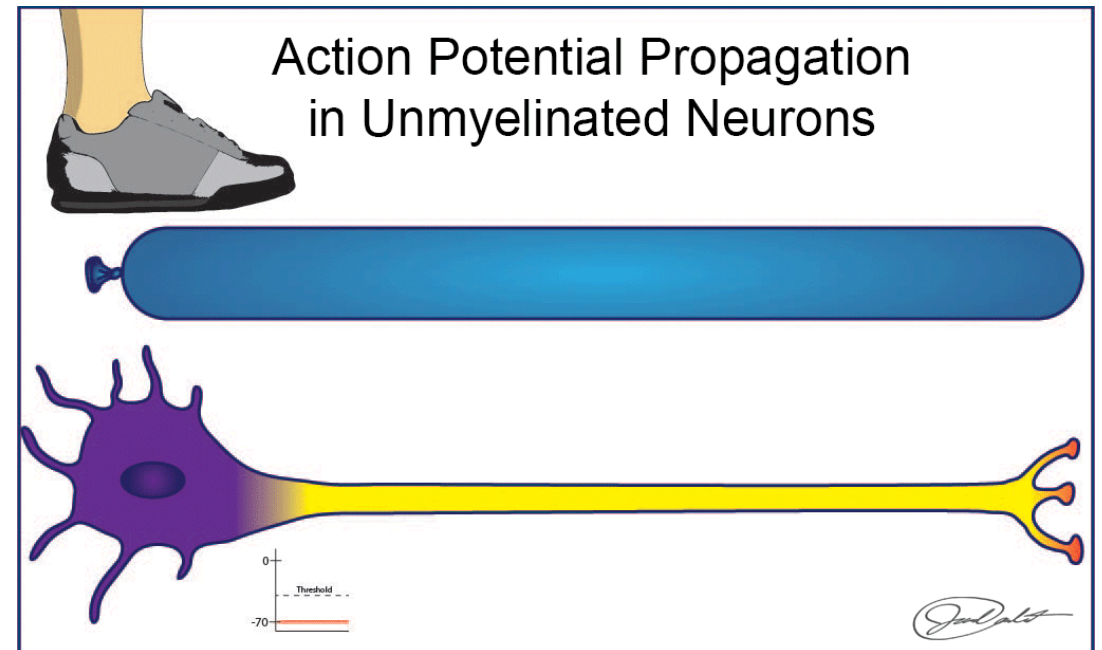 Action Potential Propagation
in Unmyelinated Neurons
0
Threshold
-70